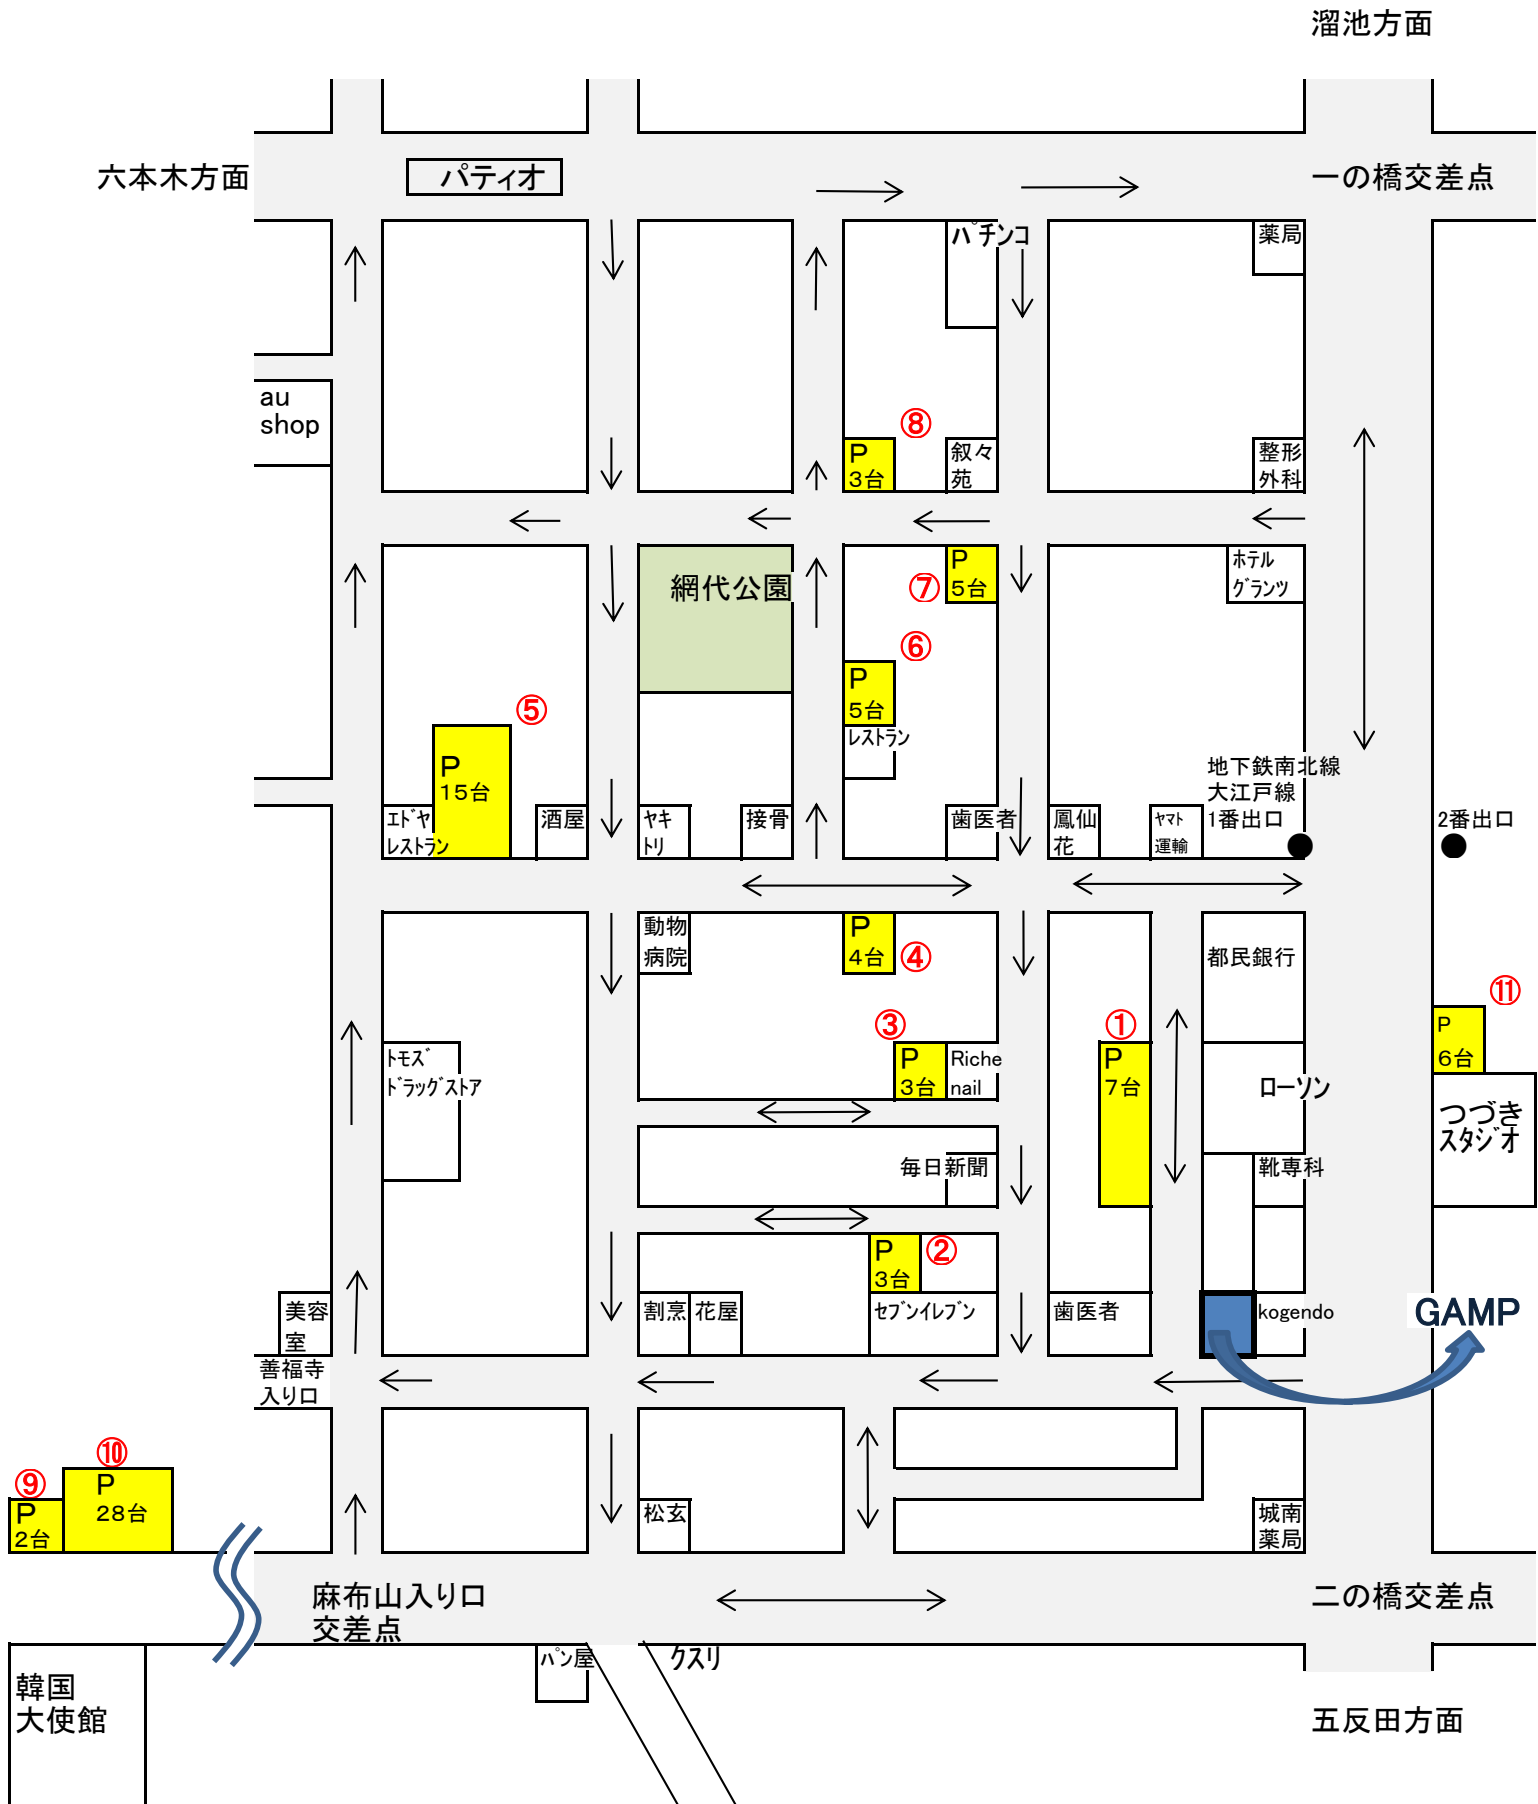 溜池方面
六本木方面
パティオ
一の橋交差点
パチンコ
薬局
au
shop
⑧
P
3台
叙々
苑
整形
外科
網代公園
⑦
P
5台
ホテル
グランツ
⑥
P
5台
レストラン
⑤
P
15台
エドヤ
レストラン
酒屋
ヤキ
トリ
接骨
歯医者
鳳仙
花
ヤマト
運輸
地下鉄南北線
大江戸線
1番出口
2番出口
動物
病院
P
4台
④
都民銀行
③
P
3台
Riche
nail
①
P
7台
⑪
P
6台
トモズ
ドラッグストア
ローソン
つづき
スタジオ
毎日新聞
靴専科
P
3台
②
美容
室
割烹
花屋
セブンイレブン
歯医者
kogendo
GAMP
善福寺
入り口
⑨
P
2台
⑩
P
28台
松玄
城南
薬局
麻布山入り口
交差点
二の橋交差点
パン屋
クスリ
韓国
大使館
五反田方面